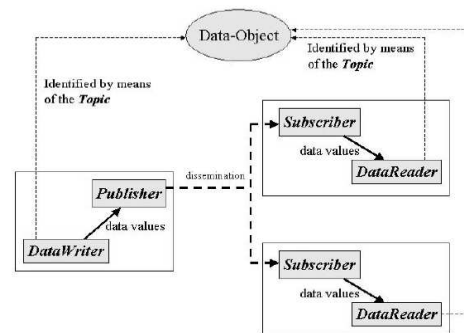 Data-Object
Identified by means
of the Topic
Identified by means
of the Topic
Subscriber
data values
DataReader
dissemination
Publisher
data values
DataWriter
Subscriber
data values
DataReader